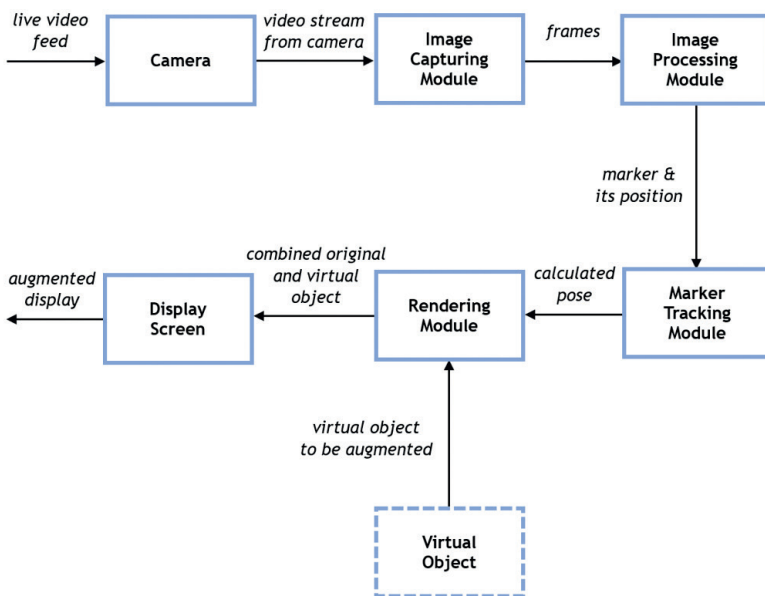 live video
feed
Camera
video stream
from camera
Image
Capturing
Module
frames
Image
Processing
Module
marker &
its position
Marker
Tracking
Module
calculated
pose
Rendering
Module
combined original
and virtual
object
Display
Screen
augmented
display
virtual object
to be augmented
Virtual
Object